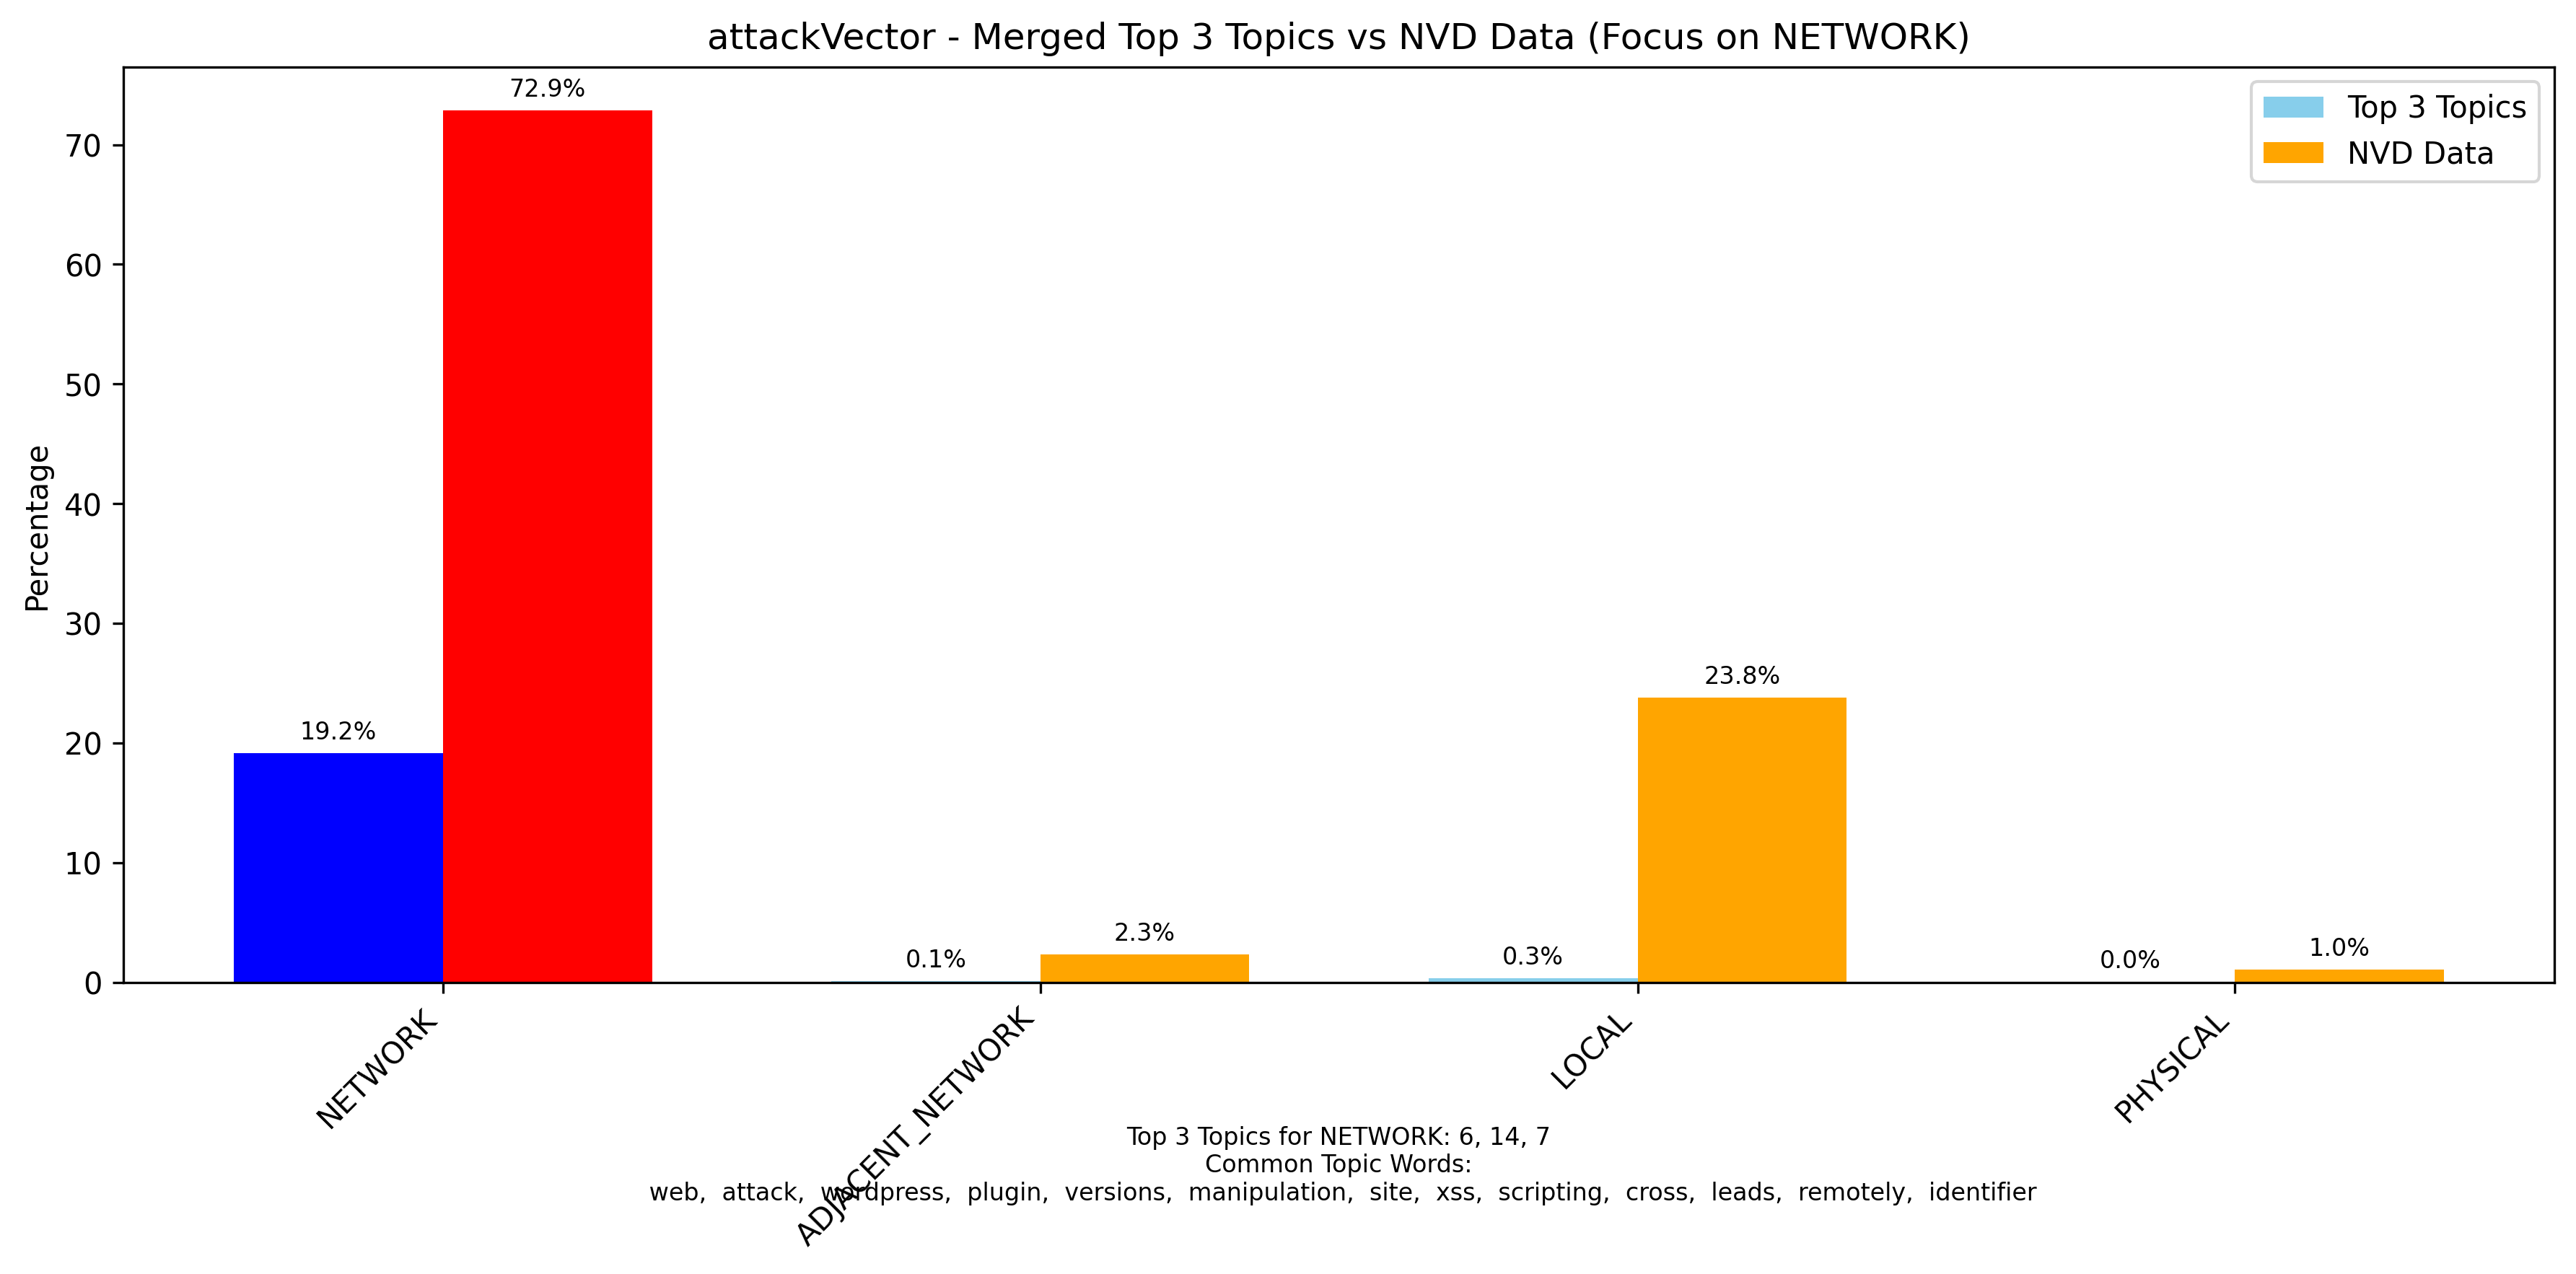 attackVector - Merged Top 3 Topics vs NVD Data (Focus on NETWORK)
Top 3 Topics
NVD Data
Percentage
70
60
50
40
30
20
10
0
72.9%
19.2%
0.1%
2.3%
0.3%
23.8%
0.0%
1.0%
NETWORK
ADJACENT_NETWORK
LOCAL
PHYSICAL
Top 3 Topics for NETWORK: 6, 14, 7
Common Topic Words:
web, attack, wordpress, plugin, versions, manipulation, site, xss, scripting, cross, leads, remotely, identifier